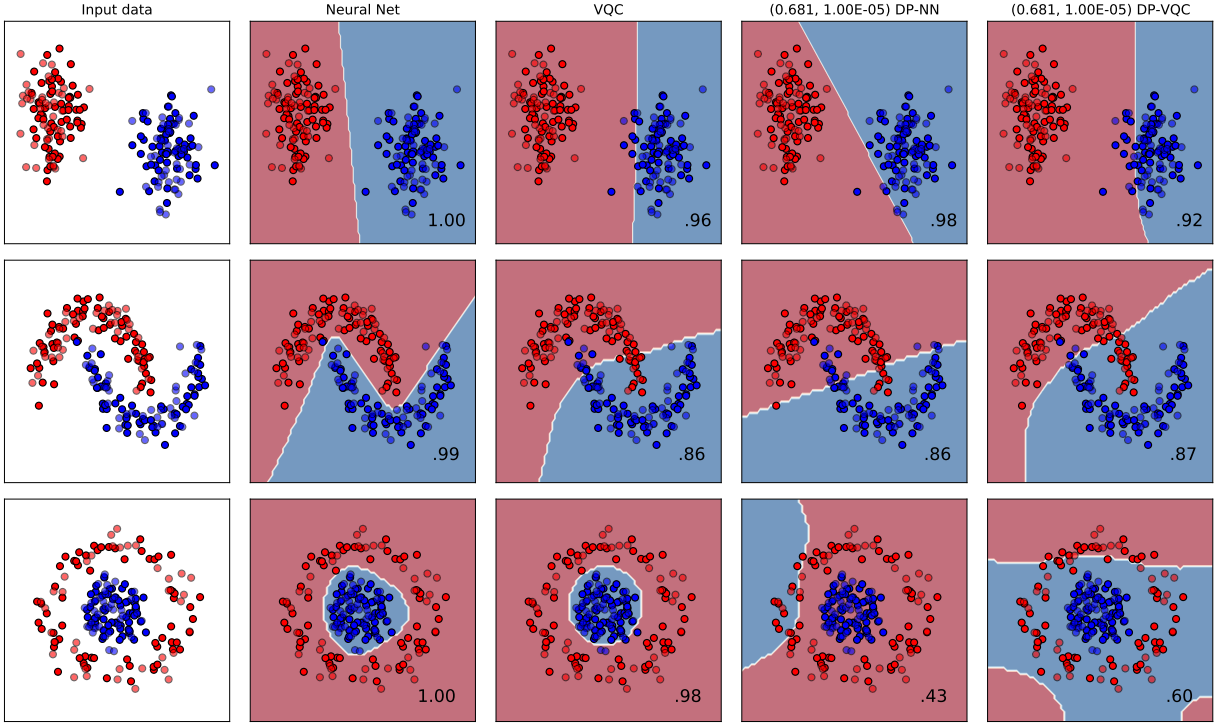 Input data
Neural Net
VQC
(0.681, 1.00E-05) DP-NN
(0.681, 1.00E-05) DP-VQC
1.00
.96
.98
.92
.99
.86
.86
.87
1.00
.98
.43
.60